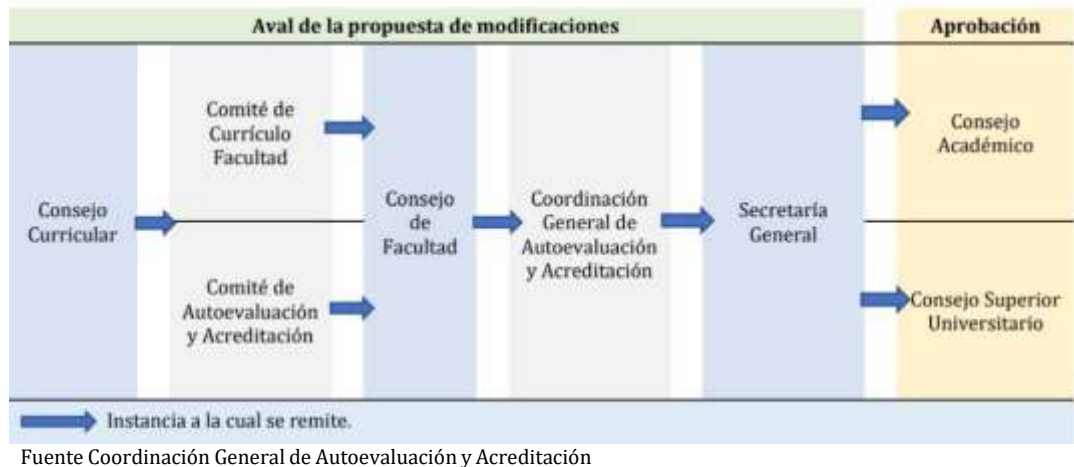 Aval de la propuesta de modificaciones
Aprobación
Consejo
Curricular
Comité de
Currículo
Facultad
Comité de
Autoevaluación
y Acreditación
Consejo
de
Facultad
Coordinación
General de
Autoevaluación
y Acreditación
Secretaría
General
Consejo
Académico
Consejo Superior
Universitario
Instancia a la cual se remite.
Fuente Coordinación General de Autoevaluación y Acreditación